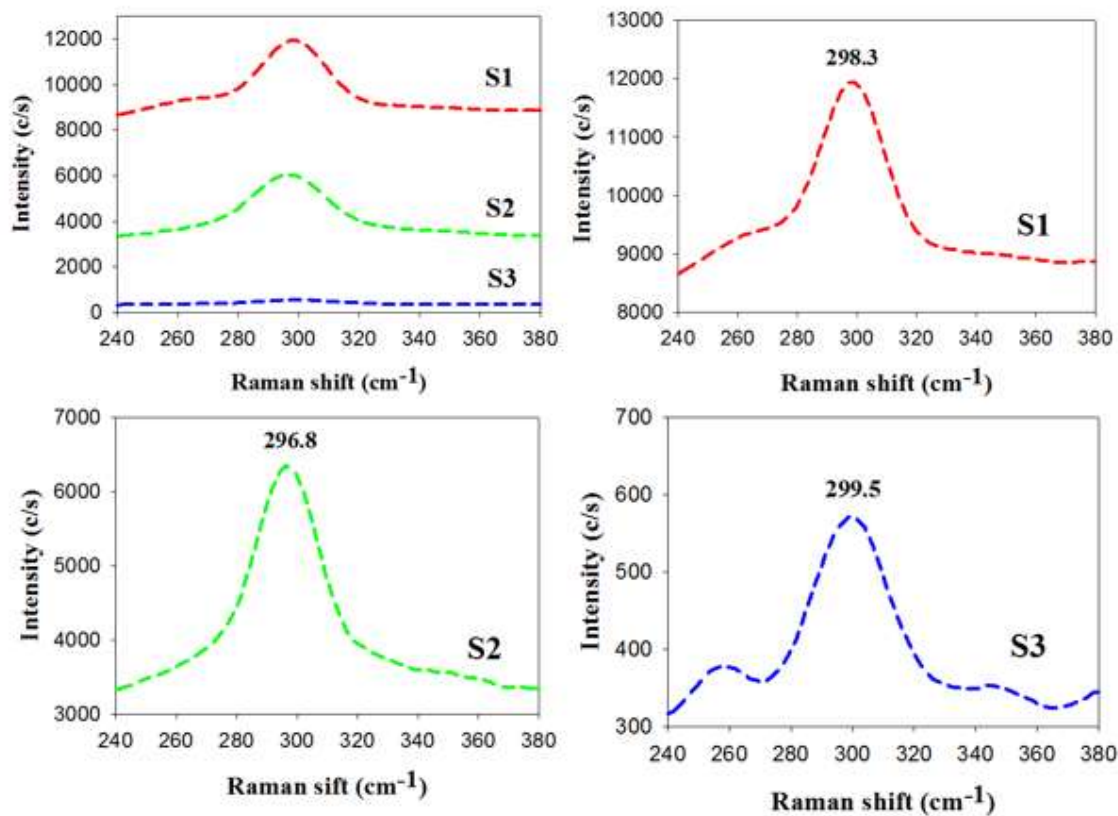 12000
10000
8000
6000
4000
2000
0
Intensity (c/s)
S1
S2
S3
240 260 280 300 320 340 360 380
Raman shift (cm-1)
13000
12000
11000
10000
9000
8000
Intensity (c/s)
298.3
S1
240 260 280 300 320 340 360 380
Raman shift (cm-1)
7000
6000
5000
4000
3000
Intensity (c/s)
296.8
S2
240 260 280 300 320 340 360 380
Raman sift (cm-1)
700
600
500
400
300
Intensity (c/s)
299.5
S3
240 260 280 300 320 340 360 380
Raman shift (cm-1)